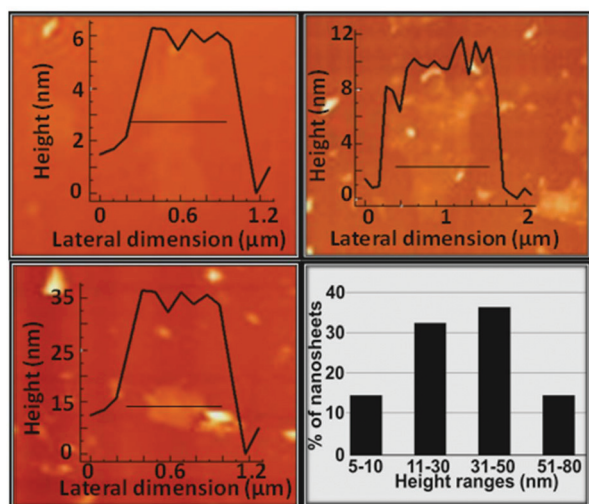 6
4
2
0
Height (nm)
0 0.6 1.2
Lateral dimension (µm)
12
8
4
0
Height (nm)
0 1 2
Lateral dimension (µm)
35
25
15
0
Height (nm)
0 0.6 1.2
Lateral dimension (µm)
40
30
20
10
0
% of nanosheets
5-10 11-30 31-50 51-80
Height ranges (nm)